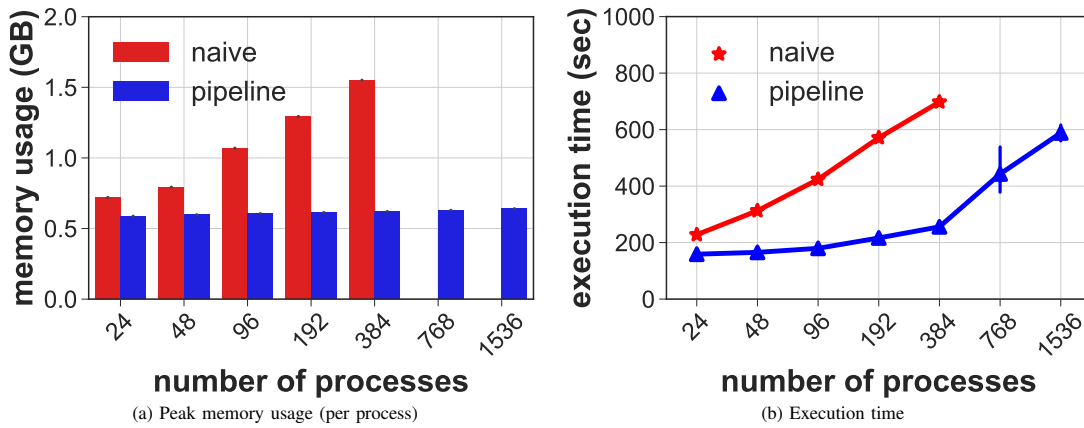 memory usage (GB)
2.0
1.5
1.0
0.5
0.0
naive
pipeline
24 48 96 192 384 768 1536
number of processes
(a) Peak memory usage (per process)
execution time (sec)
1000
800
600
400
200
0
naive
pipeline
24 48 96 192 384 768 1536
number of processes
(b) Execution time